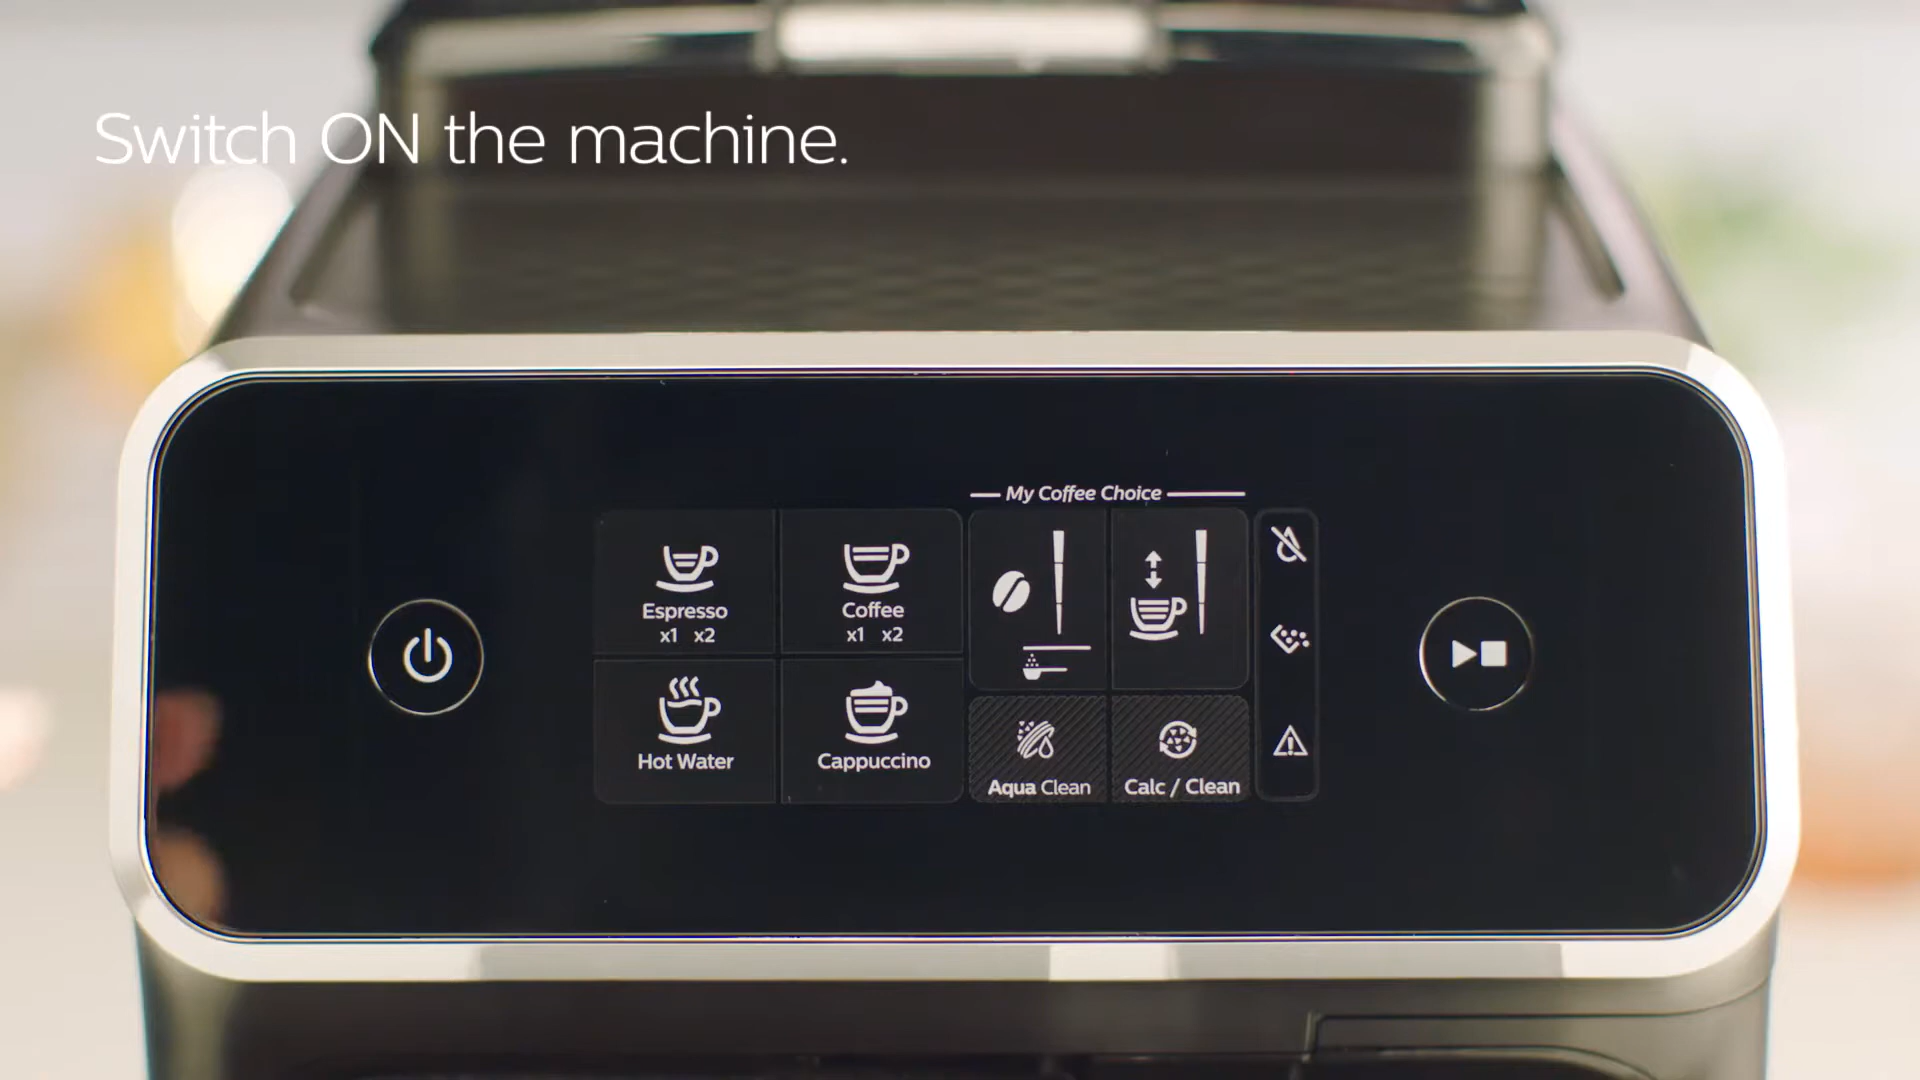 Switch ON the machine.
My Coffee Choice
Espresso
x1 x2
Coffee
x1 x2
Hot Water
Cappuccino
Aqua Clean
Calc / Clean